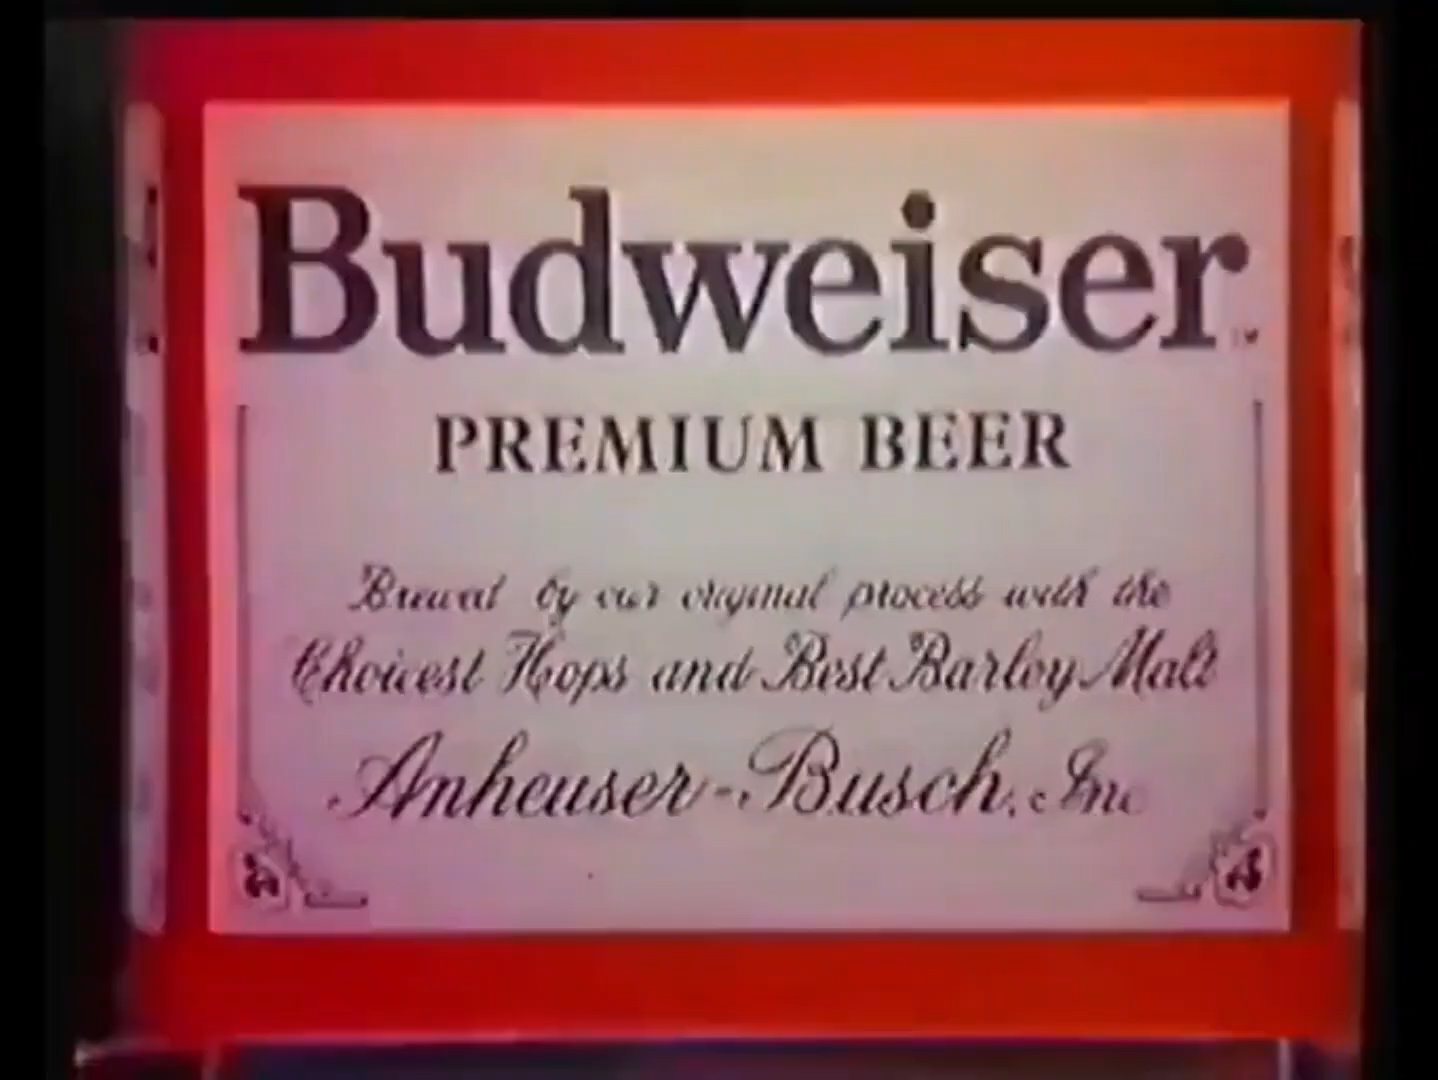 Budweiser
PREMIUM BEER
Brewed by our original process with the
Choicest Hops and Best Barley Malt
Anheuser-Busch, Inc